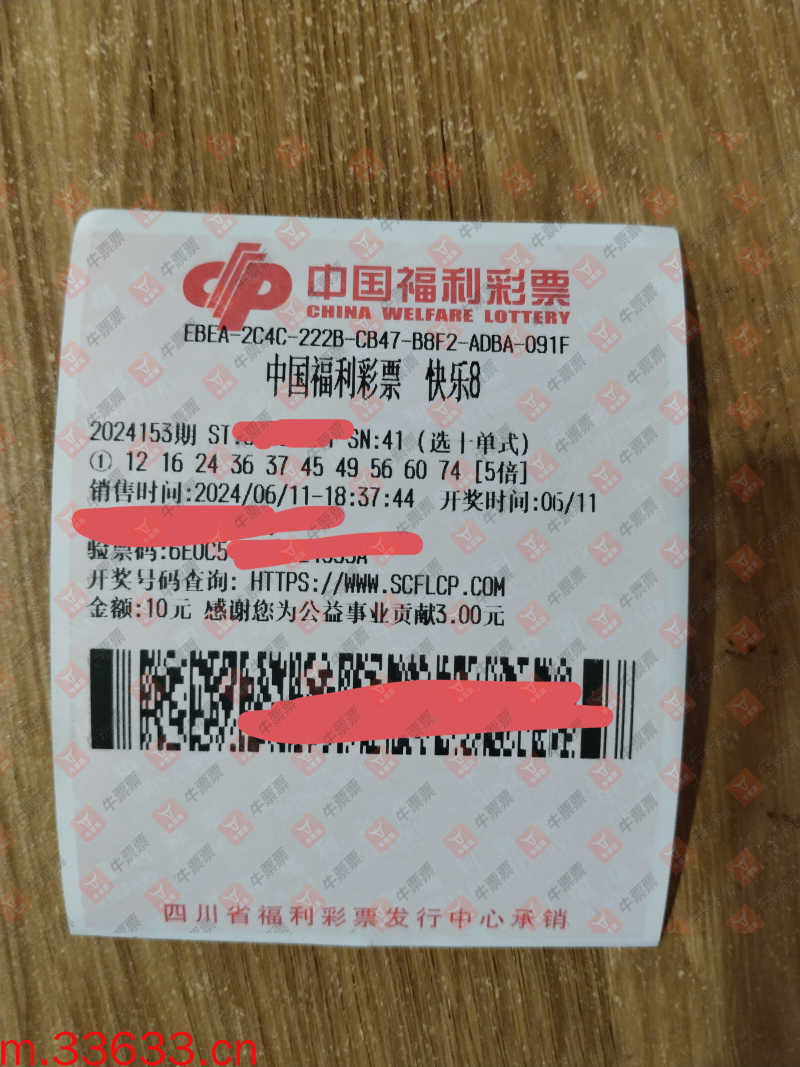 中国福利彩票
CHINA WELFARE LOTTERY
EBEA-2C4C-222B-CB47-B8F2-ADBA-091F
中国福利彩票 快乐8
2024153期 ST: SN:41 (选十单式)
① 12 16 24 36 37 45 49 56 60 74 [5倍]
销售时间:2024/06/11-18:37:44 开奖时间:06/11
验票码:6E0C5
开奖号码查询: HTTPS://WWW.SCFLCP.COM
金额:10元 感谢您为公益事业贡献3.00元
四川省福利彩票发行中心承销
牛票票
m.33633.cn